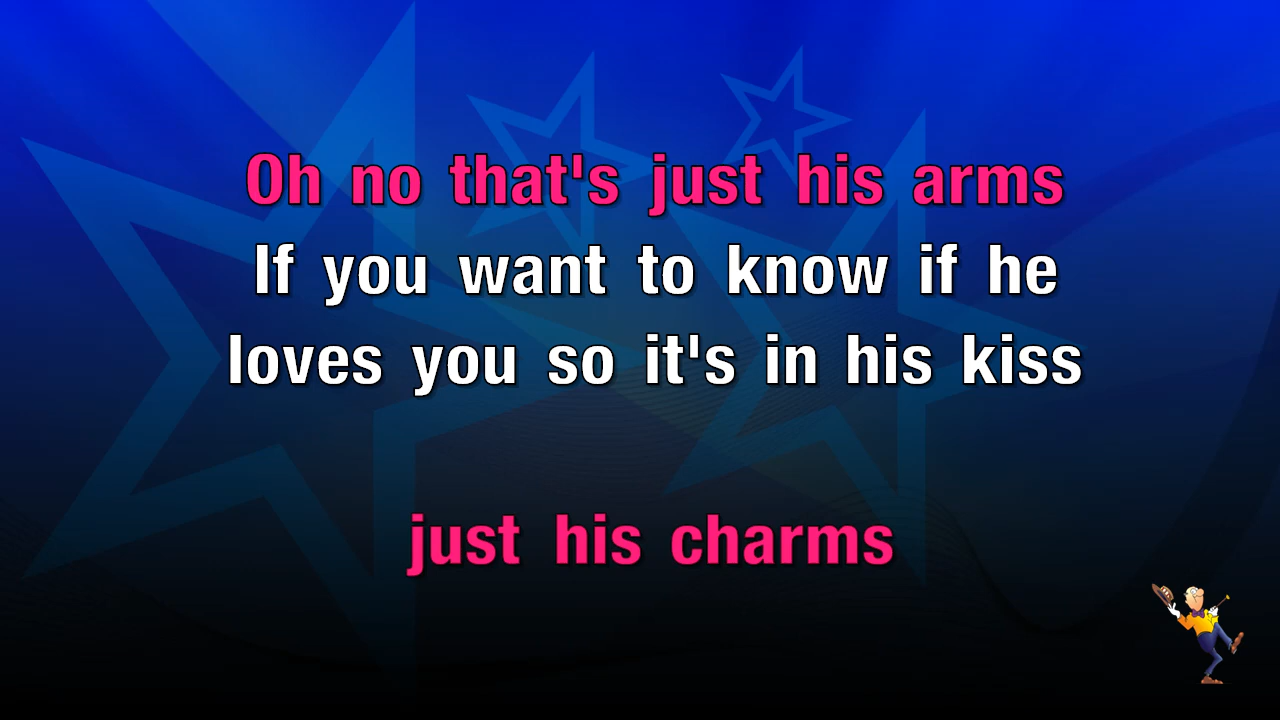 Oh no that's just his arms
If you want to know if he
loves you so it's in his kiss
just his charms